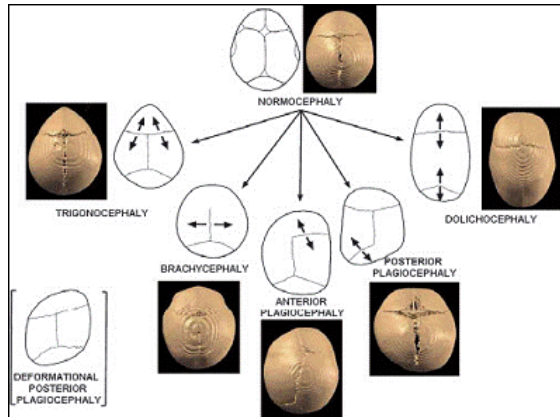 NORMOCEPHALY
TRIGONOCEPHALY
DOLICHOCEPHALY
BRACHYCEPHALY
POSTERIOR
PLAGIOCEPHALY
ANTERIOR
PLAGIOCEPHALY
DEFORMATIONAL
POSTERIOR
PLAGIOCEPHALY